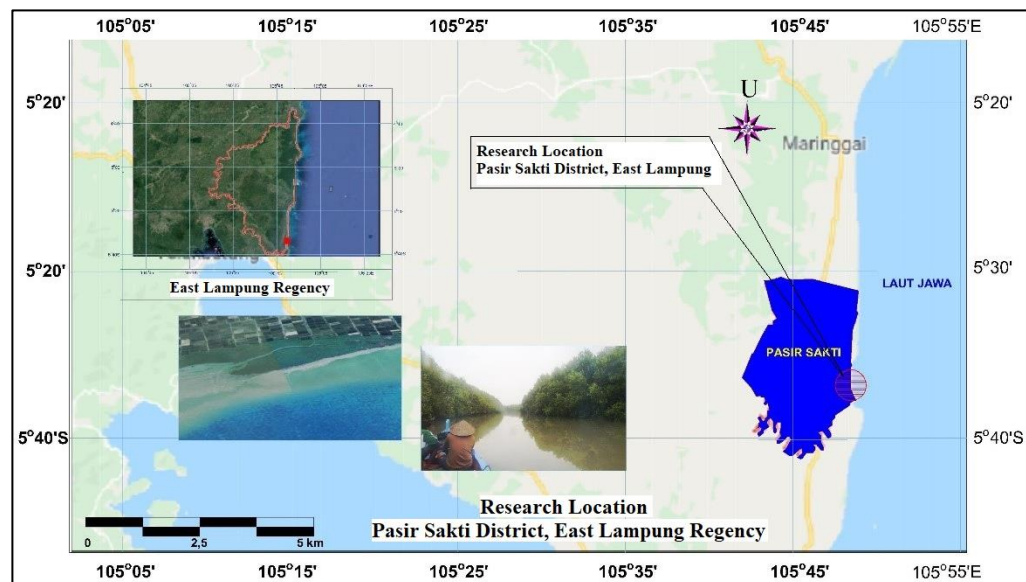 105°05' 105°15' 105°25' 105°35' 105°45' 105°55'E
5°20' 5°20'
U
Maringgai
Research Location
Pasir Sakti District, East Lampung
5°20' 5°30'
East Lampung Regency
LAUT JAWA
PASIR SAKTI
5°40'S 5°40'
Research Location
Pasir Sakti District, East Lampung Regency
0 2,5 5 km
105°05' 105°15' 105°25' 105°35' 105°45' 105°55'E